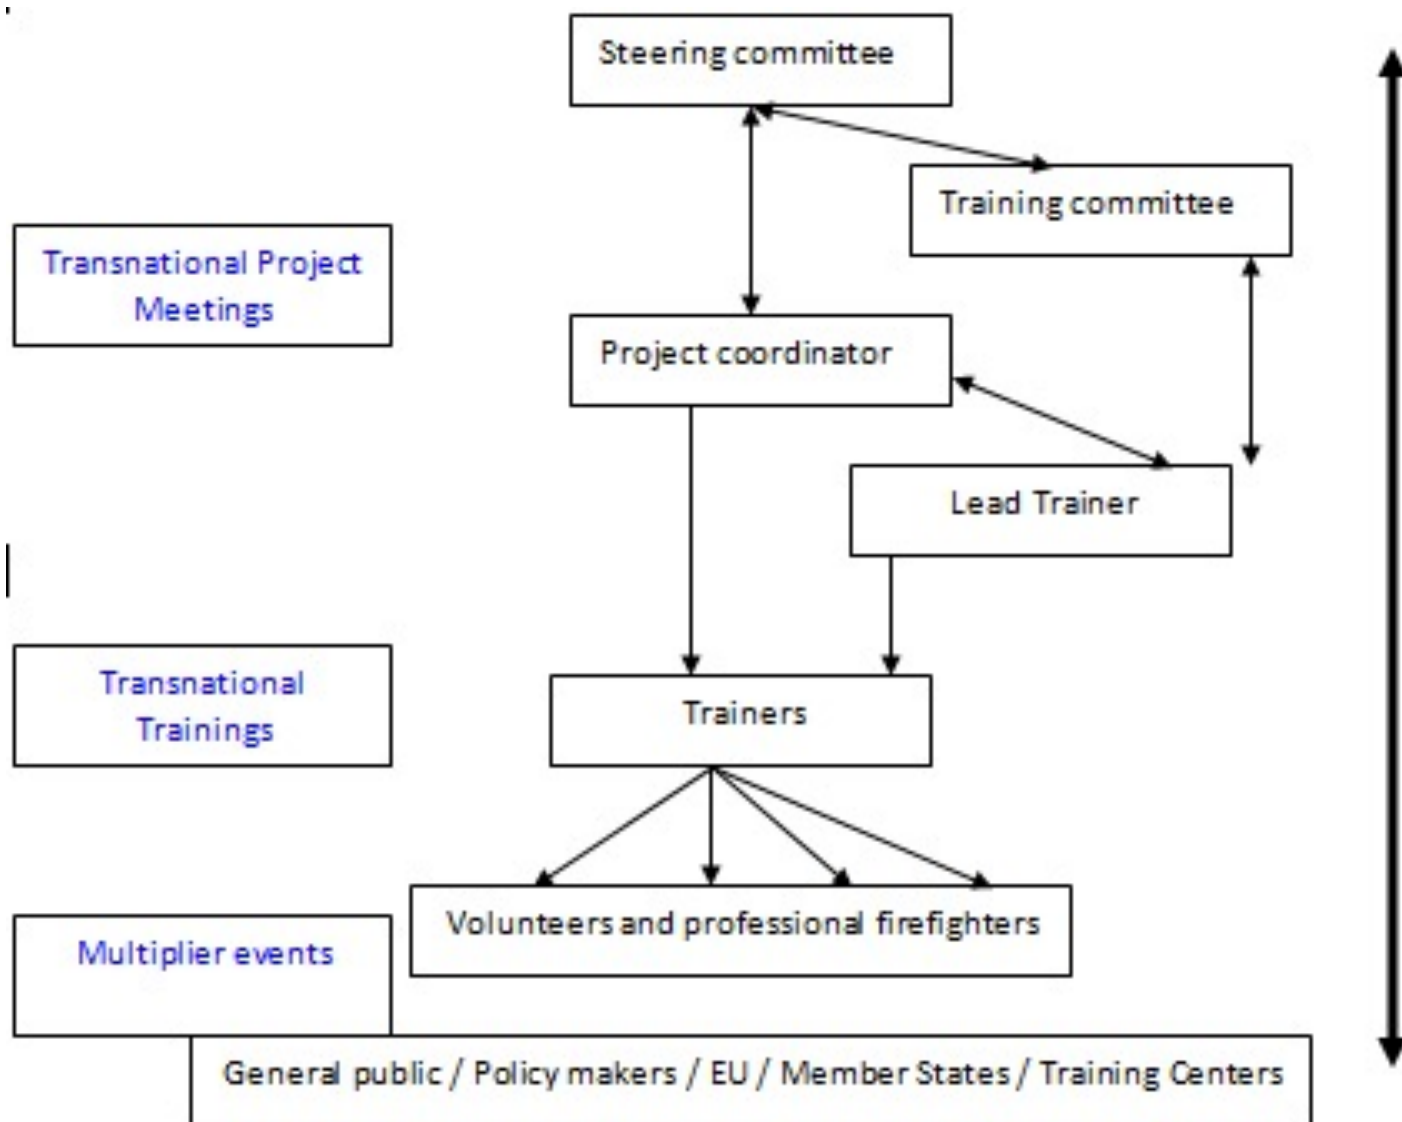 Steering committee
Training committee
Transnational Project
Meetings
Project coordinator
Lead Trainer
Transnational
Trainings
Trainers
Volunteers and professional firefighters
Multiplier events
General public / Policy makers / EU / Member States / Training Centers